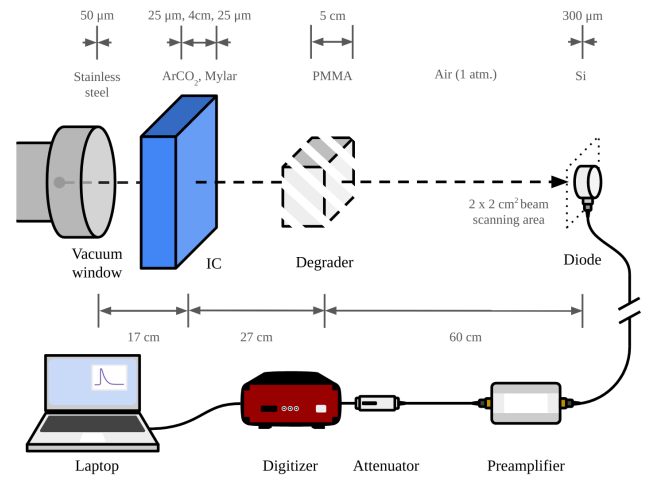 50 μm
25 μm, 4cm, 25 μm
5 cm
300 μm
Stainless
steel
ArCO2, Mylar
PMMA
Air (1 atm.)
Si
2 x 2 cm² beam
scanning area
Vacuum
window
IC
Degrader
Diode
17 cm
27 cm
60 cm
Laptop
Digitizer
Attenuator
Preamplifier